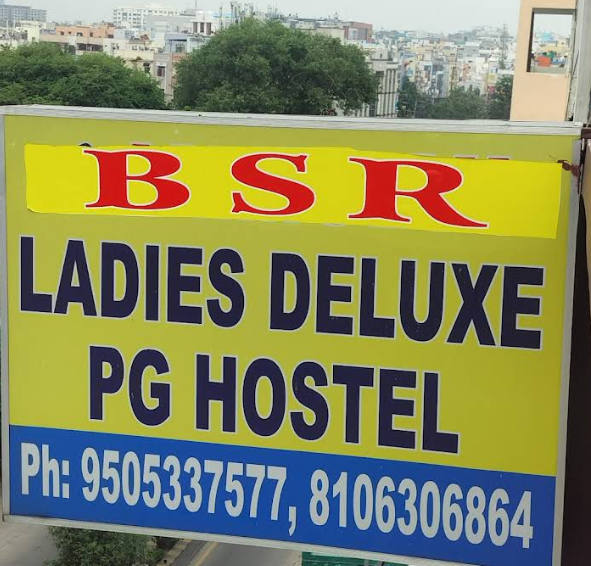 BSR
LADIES DELUXE
PG HOSTEL
Ph: 9505337577, 8106306864